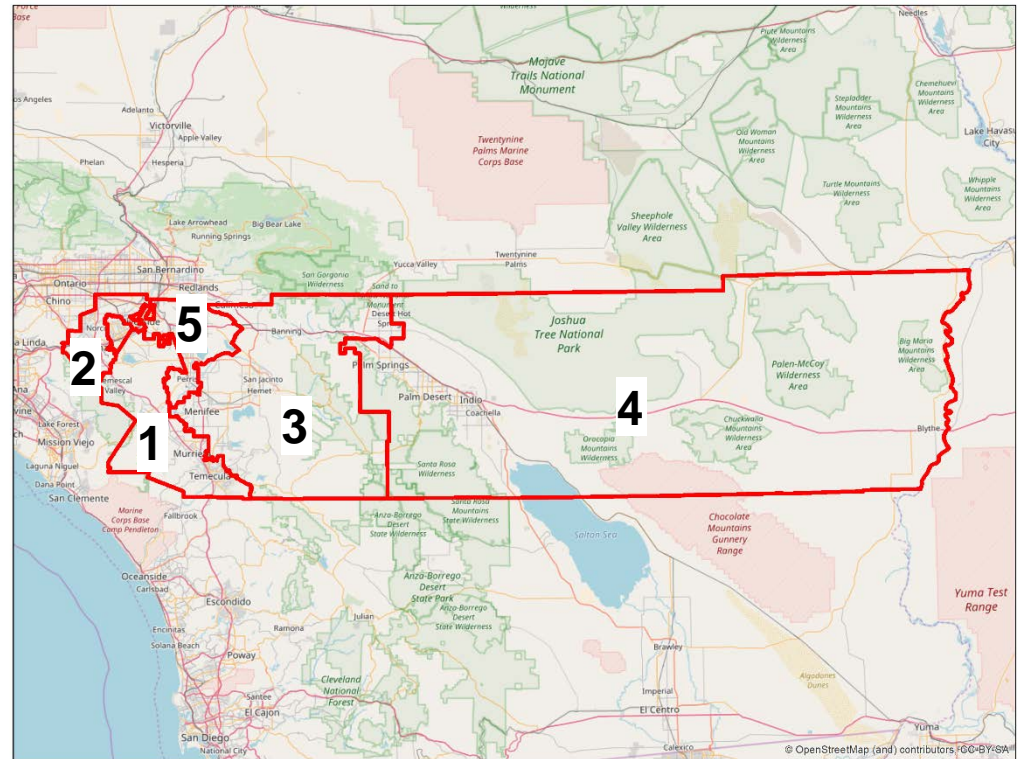 Force
Base
Needles
Piute Mountains
Wilderness
Area
Mojave
Trails National
Monument
Chemehuevi
Mountains
Wilderness
Area
Stepladder
Mountains
Wilderness
Area
os Angeles
Adelanto
Victorville
Apple Valley
Twentynine
Palms Marine
Corps Base
Old Woman
Mountains
Wilderness
Area
Lake Havasu
City
Phelan
Hesperia
Turtle Mountains
Wilderness
Area
Whipple
Mountains
Wilderness
Area
Lake Arrowhead
Big Bear Lake
Running Springs
Sheephole
Valley Wilderness
Area
San Bernardino
Ontario
Redlands
Chino
San Gorgonio
Wilderness
Yucca Valley
Twentynine
Palms
Sand to
Monument
Desert Hot
Calimesa
5
Norc
Banning
Joshua
Tree National
Park
Big Maria
Mountains
Wilderness
Area
a Linda
2
Palm Springs
Palen-McCoy
Wilderness
Area
Ana
vine
emescal
Valley
Perris
San Jacinto
Hemet
Palm Desert
Indio
Coachella
4
Menifee
3
Chuckwalla
Mountains
Wilderness
Area
Blythe
Lake Forest
Mission Viejo
1
Orocopia
Mountains
Wilderness
Murrie
Laguna Niguel
Dana Point
San Clemente
Temecula
Santa Rosa
Wilderness
Santa Rosa
Mountains
State Wilderness
Marine
Corps Base
Camp Pendleton
Fallbrook
Anza-Borrego
Desert
State Wilderness
Salton Sea
Chocolate
Mountains
Gunnery
Range
Oceanside
Carlsbad
Anza-Borrego
Desert
State Park
Anza-Borrego
Desert
State Wilderness
Yuma Test
Range
Escondido
Encinitas
Solana Beach
Ramona
Julian
Poway
Brawley
Cleveland
National
Forest
Algodones
Dunes
Santee
El Cajon
Imperial
El Centro
San Diego
National City
Calexico
Yuma
© OpenStreetMap (and) contributors, CC-BY-SA